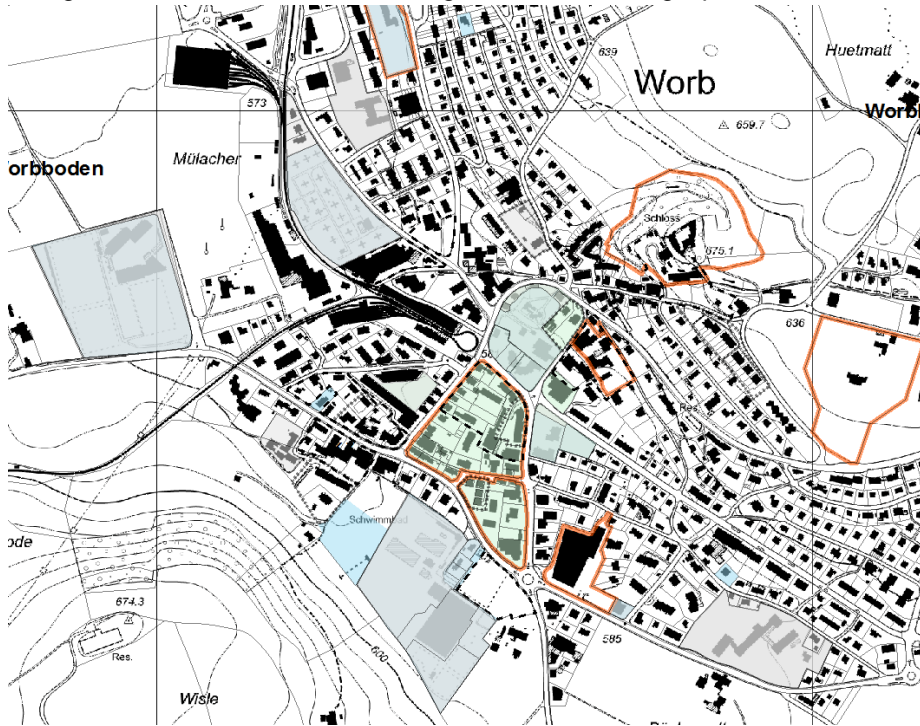 639
Huetmatt
Worb
573
659.7
Mülacher
orbboden
Schloss
675.1
636
Res.
Schwimmbad
ode
674.3
Res.
600
585
Wisle